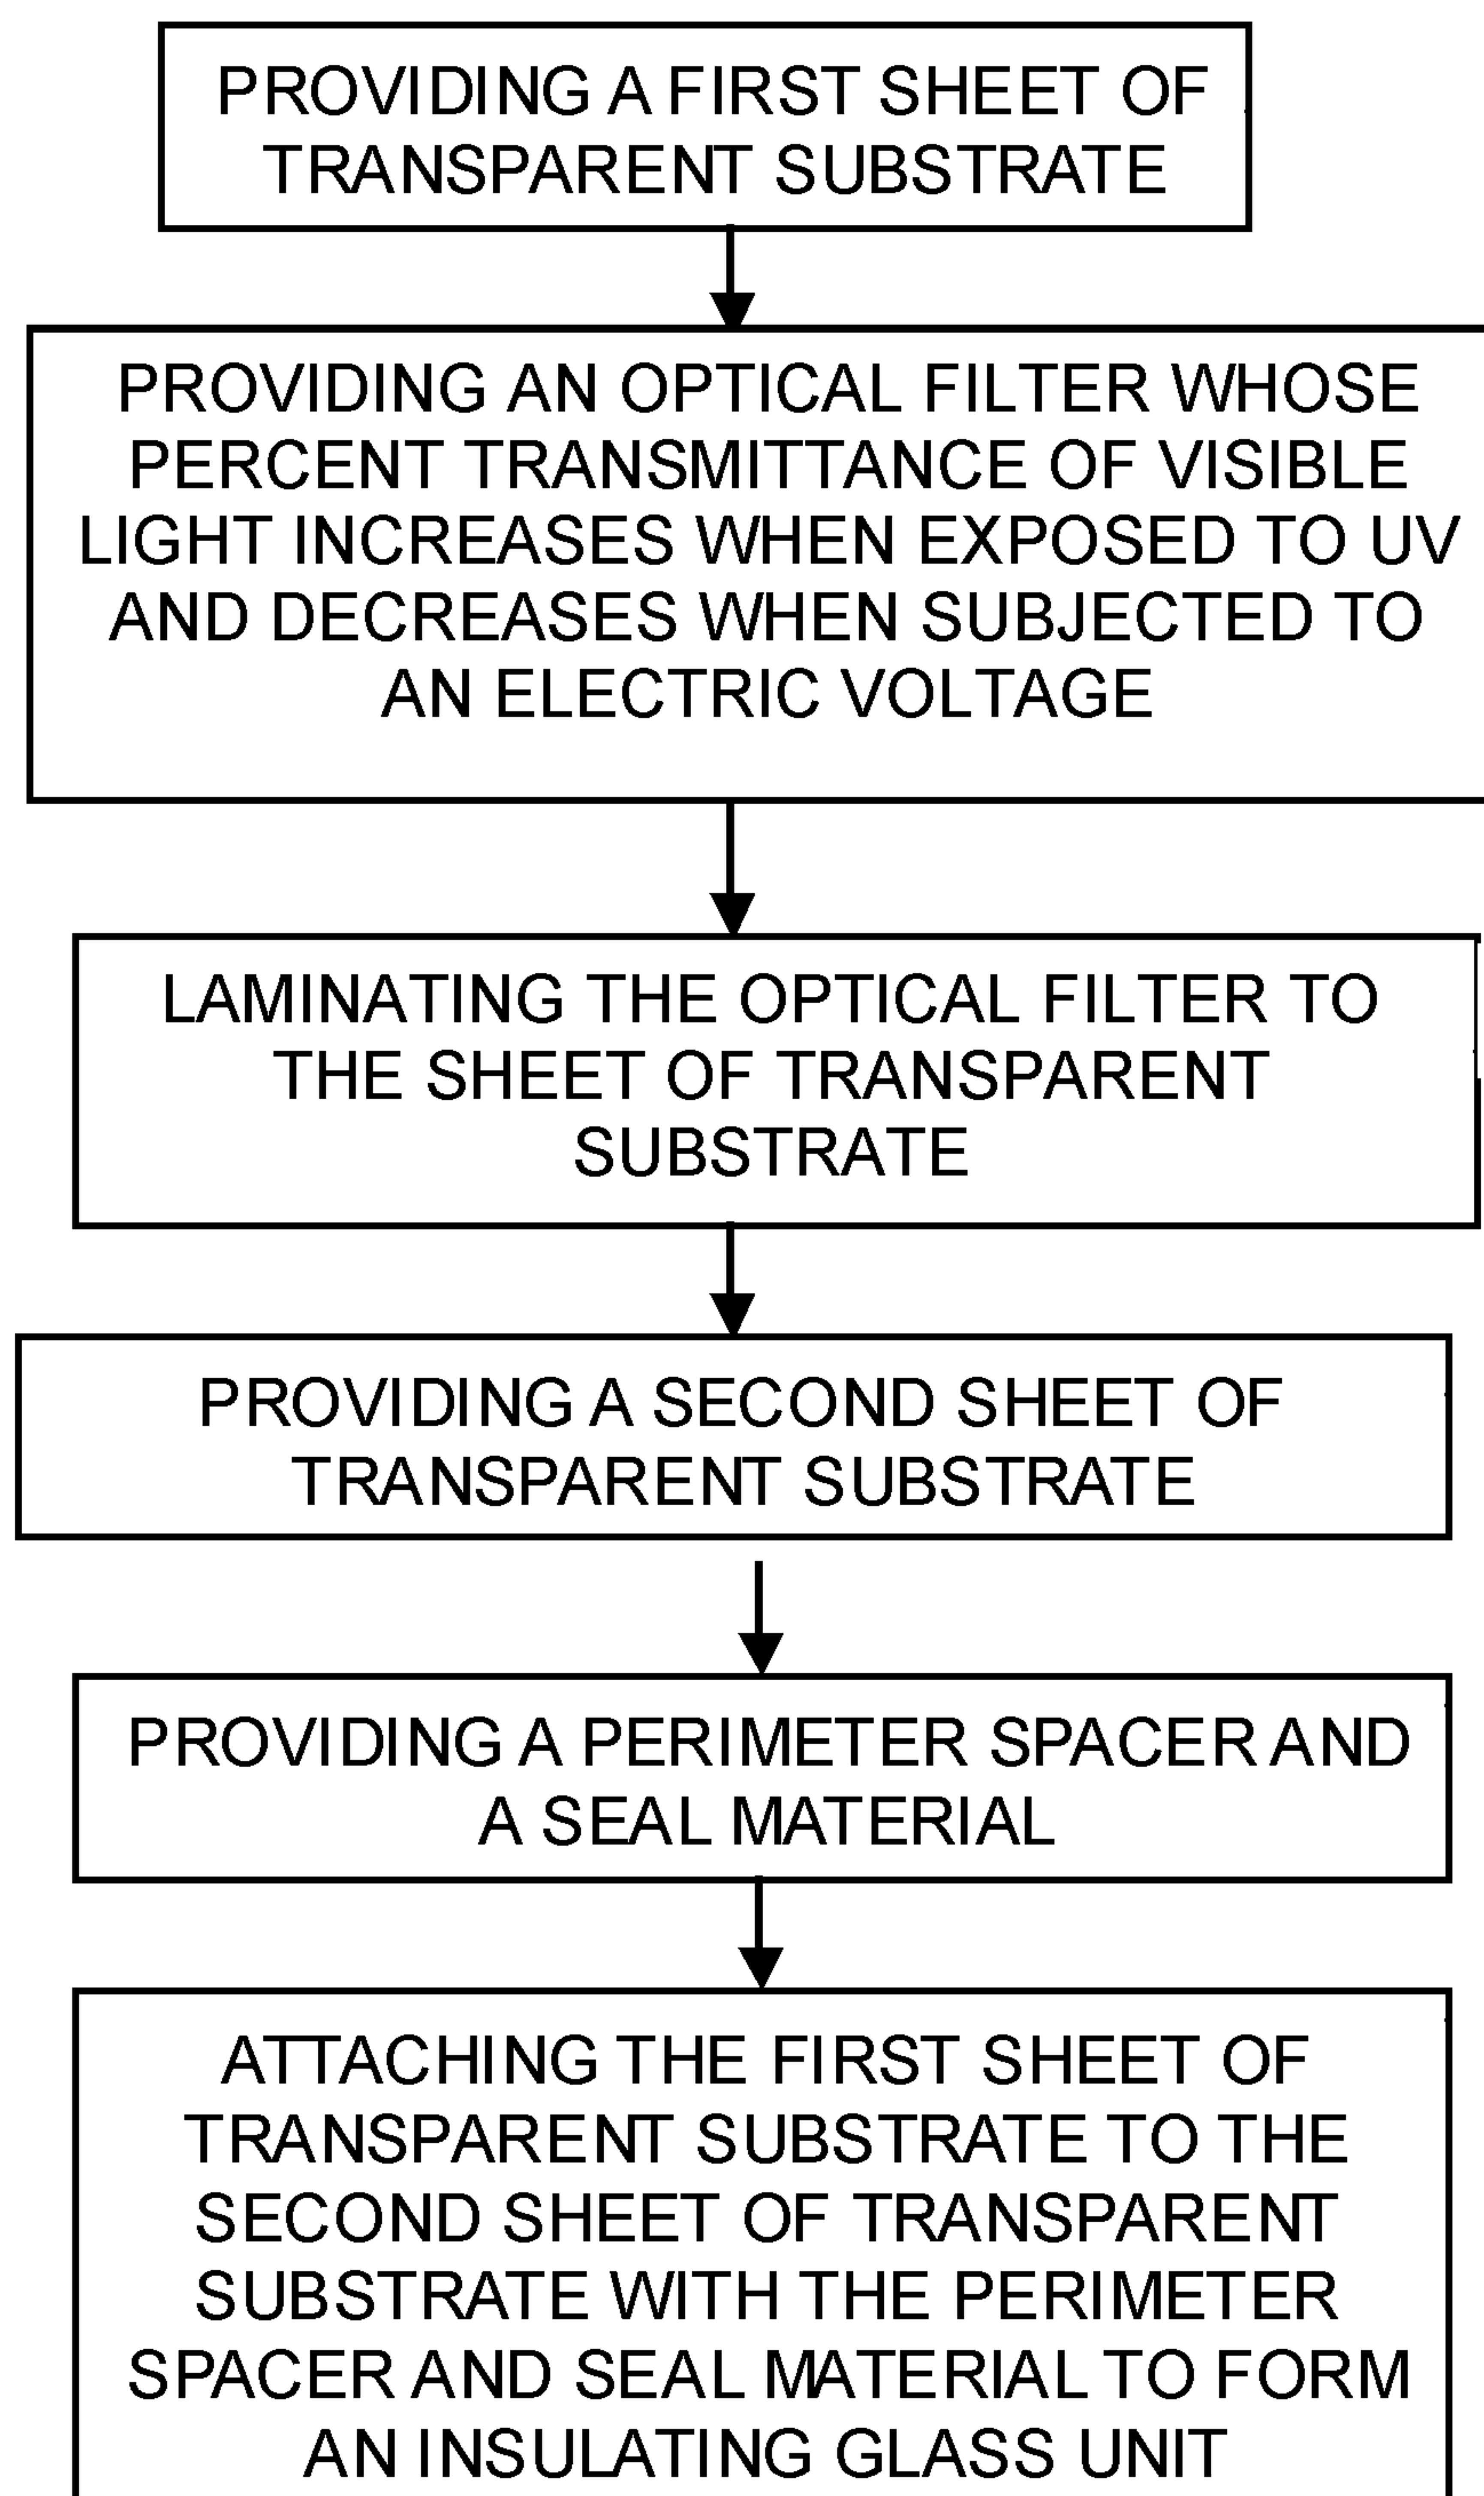 PROVIDING A FIRST SHEET OF
TRANSPARENT SUBSTRATE
PROVIDING AN OPTICAL FILTER WHOSE
PERCENT TRANSMITTANCE OF VISIBLE
LIGHT INCREASES WHEN EXPOSED TO UV
AND DECREASES WHEN SUBJECTED TO
AN ELECTRIC VOLTAGE
LAMINATING THE OPTICAL FILTER TO
THE SHEET OF TRANSPARENT
SUBSTRATE
PROVIDING A SECOND SHEET OF
TRANSPARENT SUBSTRATE
PROVIDING A PERIMETER SPACER AND
A SEAL MATERIAL
ATTACHING THE FIRST SHEET OF
TRANSPARENT SUBSTRATE TO THE
SECOND SHEET OF TRANSPARENT
SUBSTRATE WITH THE PERIMETER
SPACER AND SEAL MATERIAL TO FORM
AN INSULATING GLASS UNIT